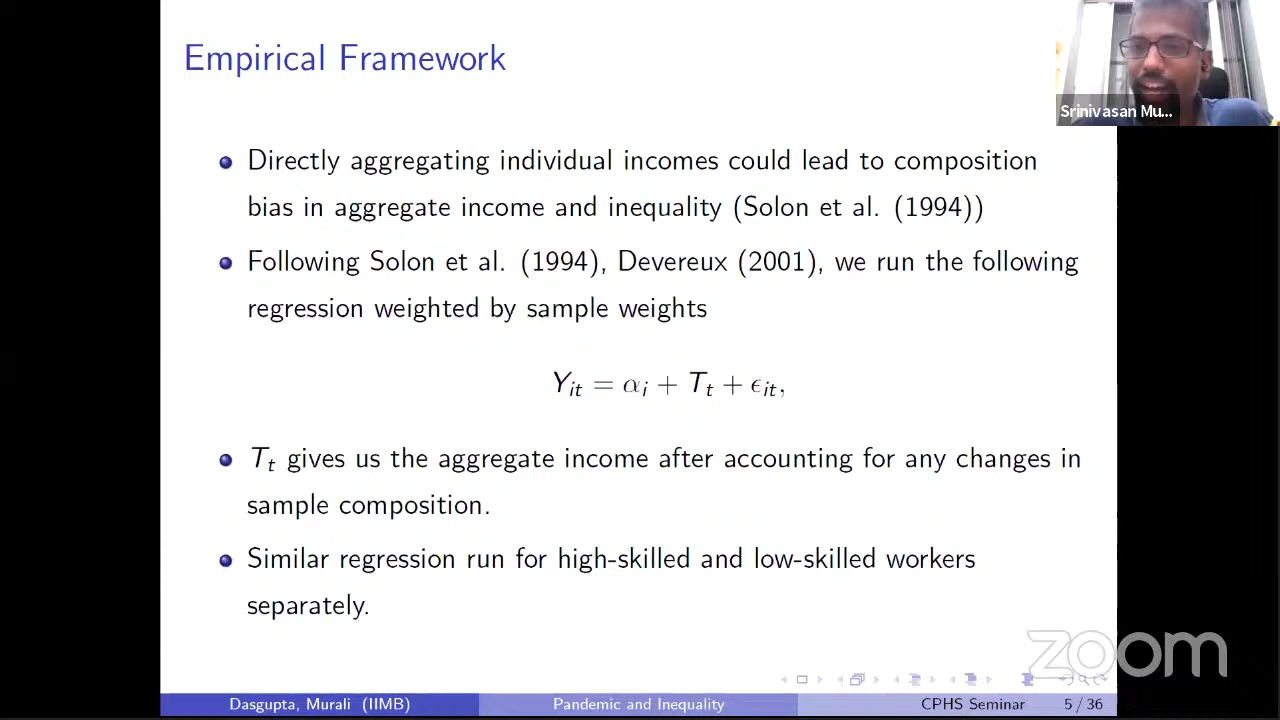 Empirical Framework
Srinivasan Mu...
Directly aggregating individual incomes could lead to composition
bias in aggregate income and inequality (Solon et al. (1994))
Following Solon et al. (1994), Devereux (2001), we run the following
regression weighted by sample weights
Y_{it} = α_i + T_t + ϵ_{it},
T_t gives us the aggregate income after accounting for any changes in
sample composition.
Similar regression run for high-skilled and low-skilled workers
separately.
zoom
Dasgupta, Murali (IIMB) Pandemic and Inequality CPHS Seminar 5 / 36